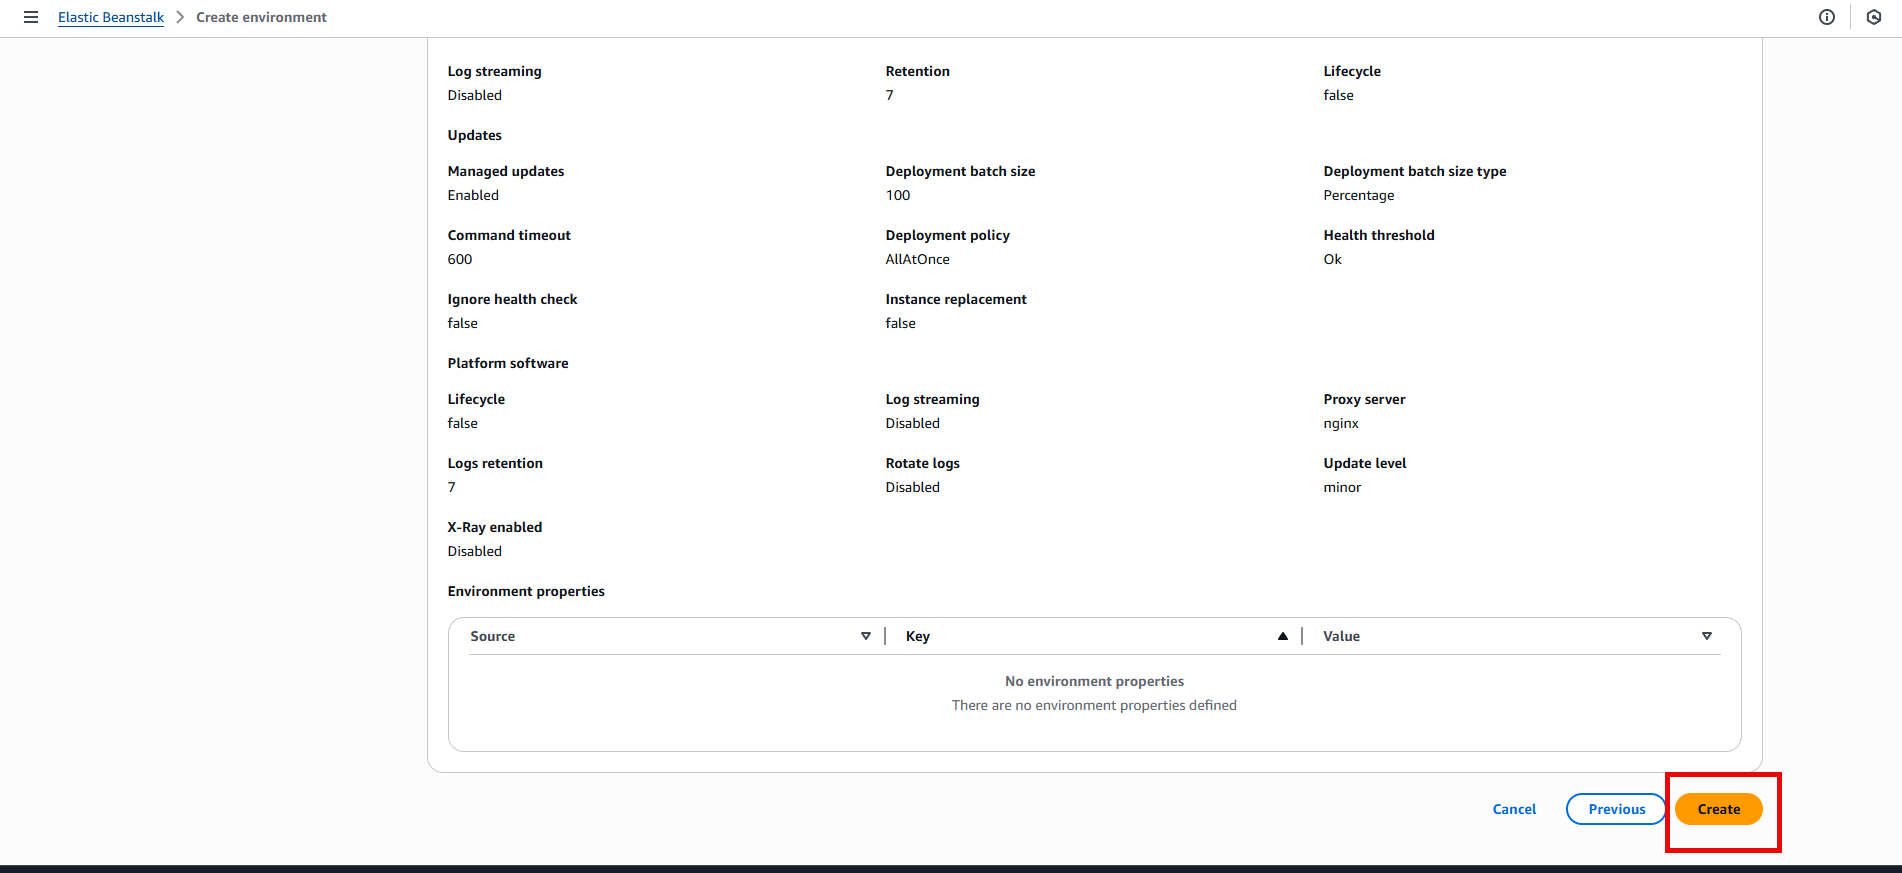 Elastic Beanstalk > Create environment
Log streaming Retention Lifecycle
Disabled 7 false
Updates
Managed updates Deployment batch size Deployment batch size type
Enabled 100 Percentage
Command timeout Deployment policy Health threshold
600 AllAtOnce Ok
Ignore health check Instance replacement
false false
Platform software
Lifecycle Log streaming Proxy server
false Disabled nginx
Logs retention Rotate logs Update level
7 Disabled minor
X-Ray enabled
Disabled
Environment properties
Source Key Value
No environment properties
There are no environment properties defined
Cancel Previous Create